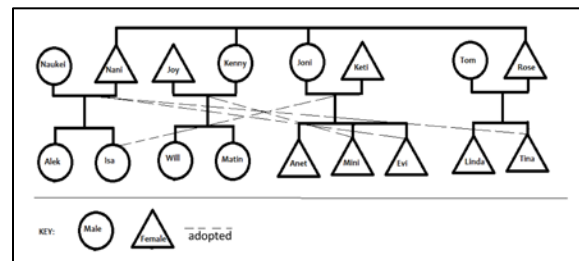 Naukel Nani Joy Kenny Joni Keti Tom Rose
Alek Isa Will Matin Anet Mini Evi Linda Tina
KEY: Male Female adopted